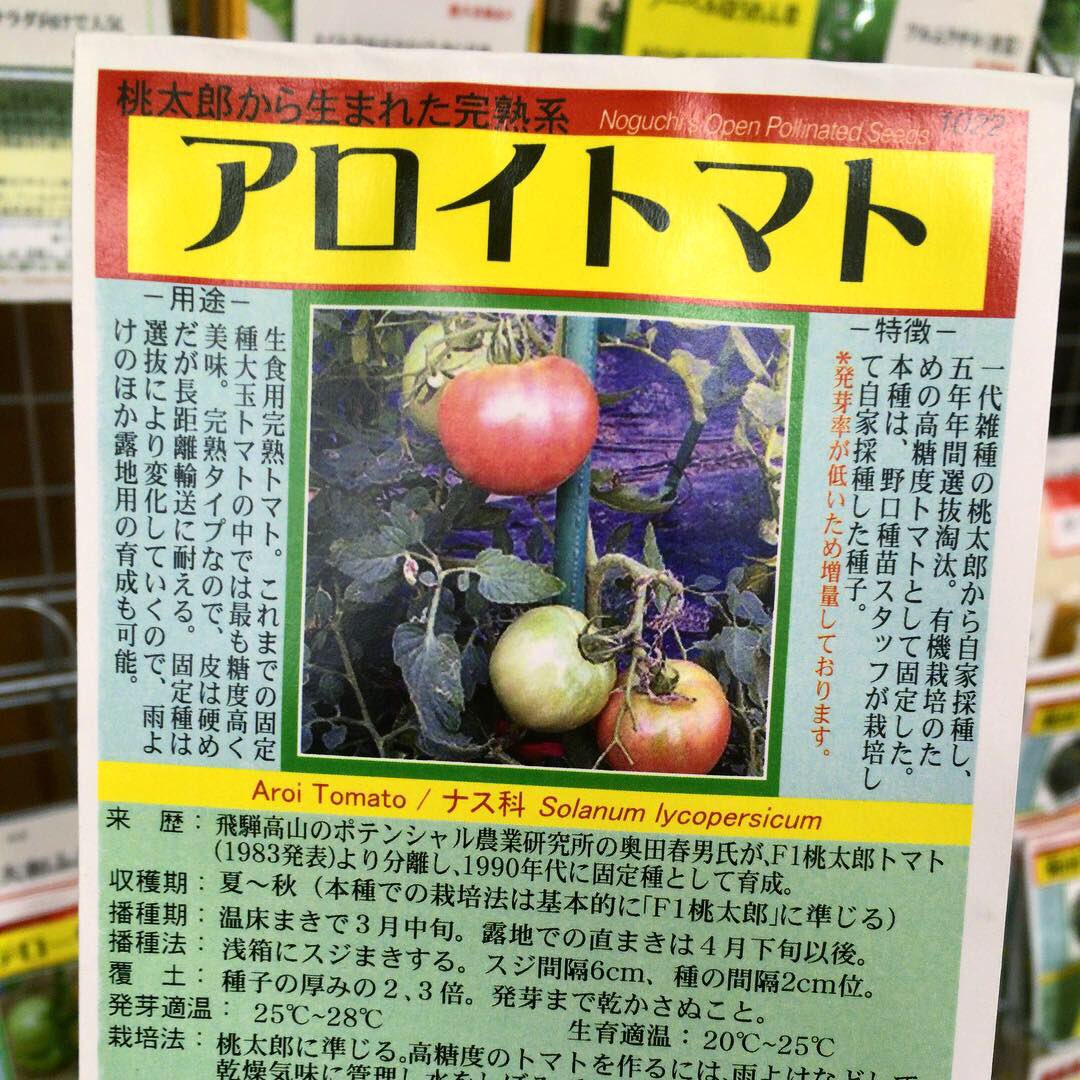 桃太郎から生まれた完熟系
Noguchi's Open Pollinated Seeds 1022
アロイトマト
－特徴－
一代雑種の桃太郎から自家採種し、
五年年間選抜淘汰。有機栽培のた
めの高糖度トマトとして固定した。
本種は、野口種苗スタッフが栽培し
て自家採種した種子。
*発芽率が低いため増量しております。
－用途－
生食用完熟トマト。これまでの固定
種大玉トマトの中では最も糖度高く
美味。完熟タイプなので、皮は硬め
だが長距離輸送に耐える。固定種は
選抜により変化していくので、雨よ
けのほか露地用の育成も可能。
Aroi Tomato / ナス科 Solanum lycopersicum
来 歴：飛騨高山のポテンシャル農業研究所の奥田春男氏が、F1桃太郎トマト
(1983発表)より分離し、1990年代に固定種として育成。
収穫期：夏～秋（本種での栽培法は基本的に「F1桃太郎」に準じる）
播種期：温床まきで３月中旬。露地での直まきは４月下旬以後。
播種法：浅箱にスジまきする。スジ間隔6cm、種の間隔2cm位。
覆 土：種子の厚みの２、３倍。発芽まで乾かさぬこと。
発芽適温： 25℃~28℃ 生育適温：20℃~25℃
栽培法：桃太郎に準じる。高糖度のトマトを作るには、雨よけなどして
乾燥気味に管理し水を